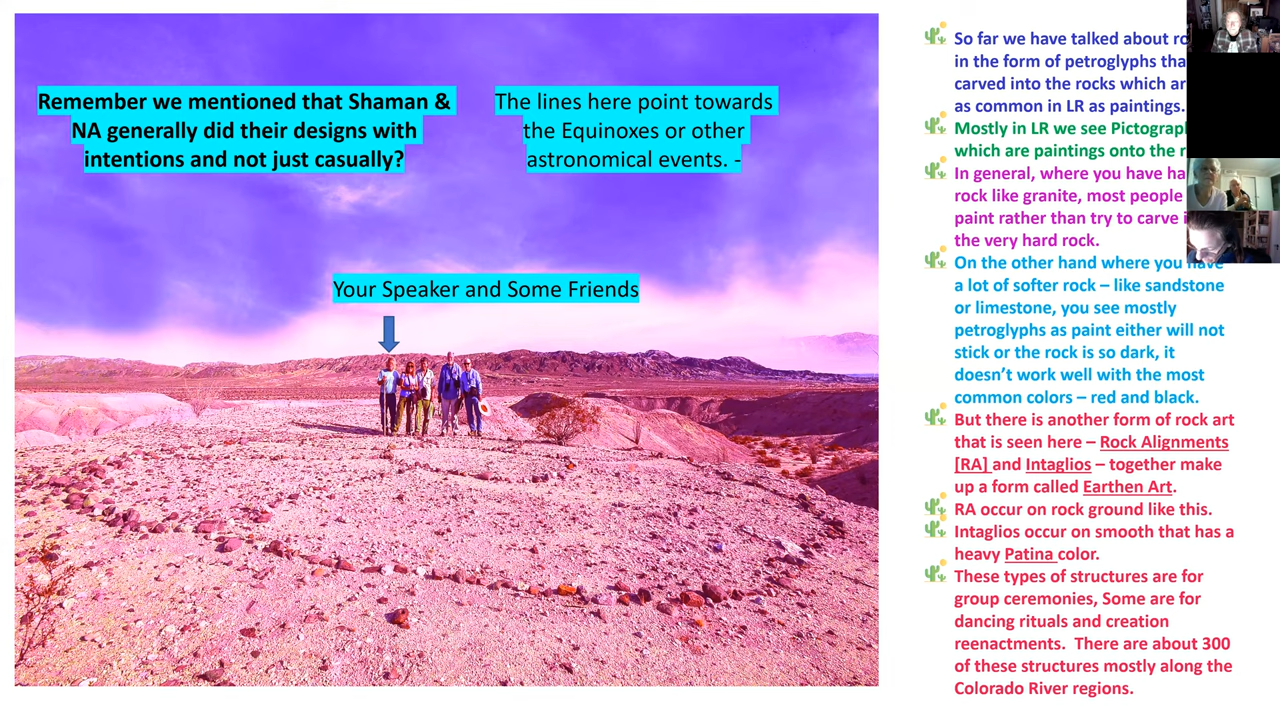 Remember we mentioned that Shaman &
NA generally did their designs with
intentions and not just casually?
The lines here point towards
the Equinoxes or other
astronomical events. -
Your Speaker and Some Friends
So far we have talked about
in the form of petroglyphs
carved into the rocks which
as common in LR as paintings.
Mostly in LR we see
which are paintings onto the
In general, where you have
rock like granite, most people
paint rather than try to carve
the very hard rock.
On the other hand where you have
a lot of softer rock – like sandstone
or limestone, you see mostly
petroglyphs as paint either will not
stick or the rock is so dark, it
doesn't work well with the most
common colors – red and black.
But there is another form of rock art
that is seen here – Rock Alignments
[RA] and Intaglios – together make
up a form called Earthen Art.
RA occur on rock ground like this.
Intaglios occur on smooth that has a
heavy Patina color.
These types of structures are for
group ceremonies, Some are for
dancing rituals and creation
reenactments. There are about 300
of these structures mostly along the
Colorado River regions.